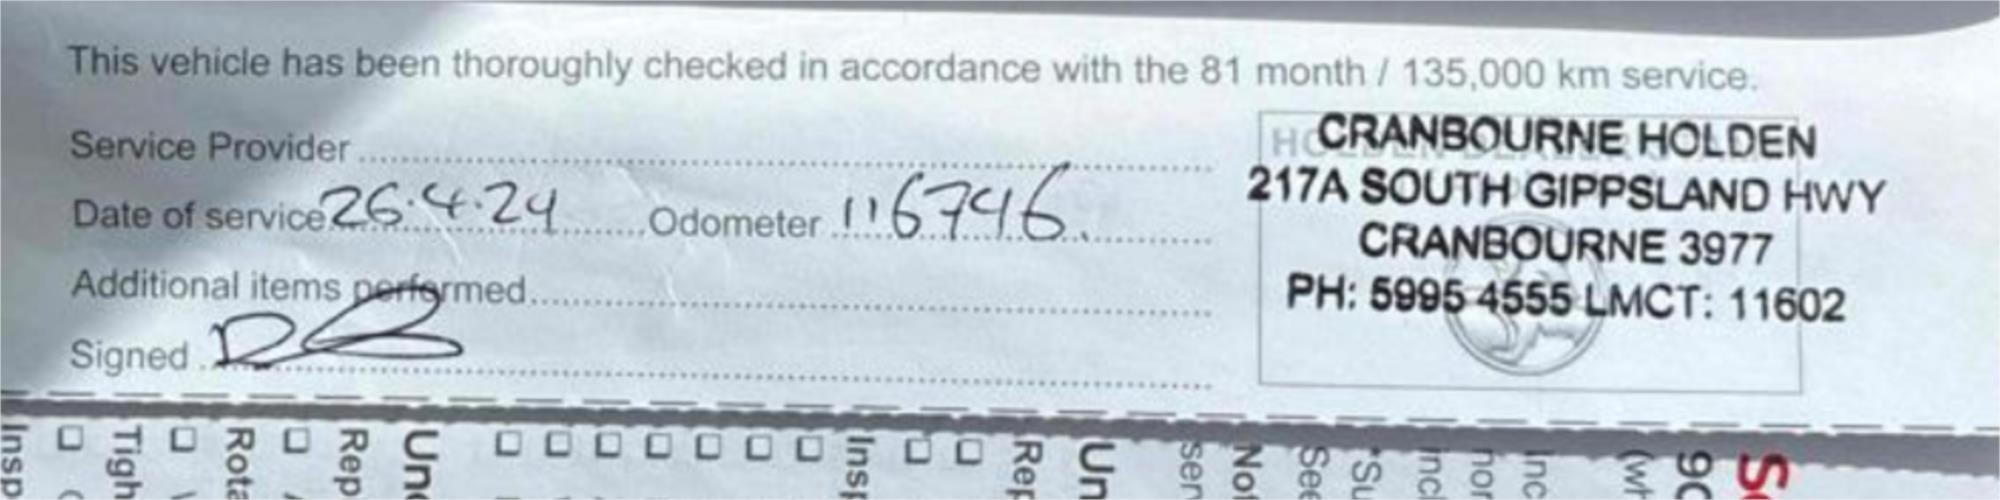 This vehicle has been thoroughly checked in accordance with the 81 month / 135,000 km service.
Service Provider
Date of service 26.4.24 Odometer 116746.
Additional items performed
Signed
CRANBOURNE HOLDEN
217A SOUTH GIPPSLAND HWY
CRANBOURNE 3977
PH: 5995 4555 LMCT: 11602